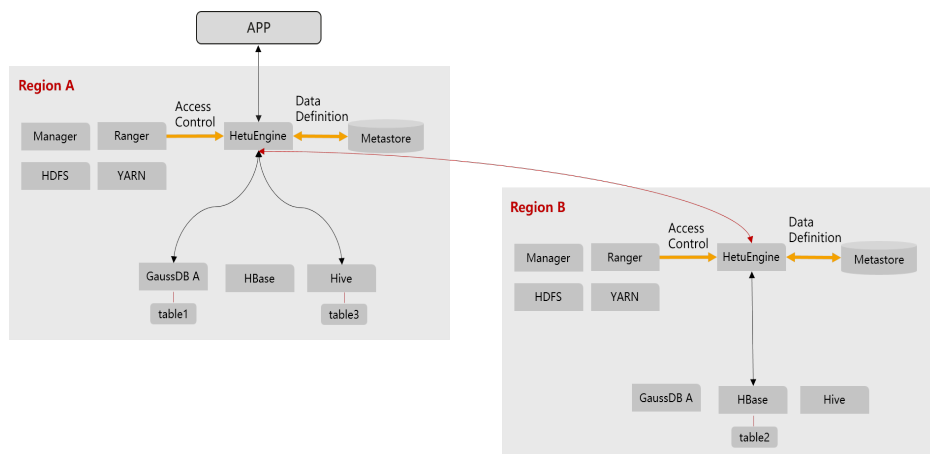 APP
Region A
Access
Control
Data
Definition
Manager
Ranger
HetuEngine
Metastore
HDFS
YARN
GaussDB A
HBase
Hive
table1
table3
Region B
Access
Control
Data
Definition
Manager
Ranger
HetuEngine
Metastore
HDFS
YARN
GaussDB A
HBase
Hive
table2